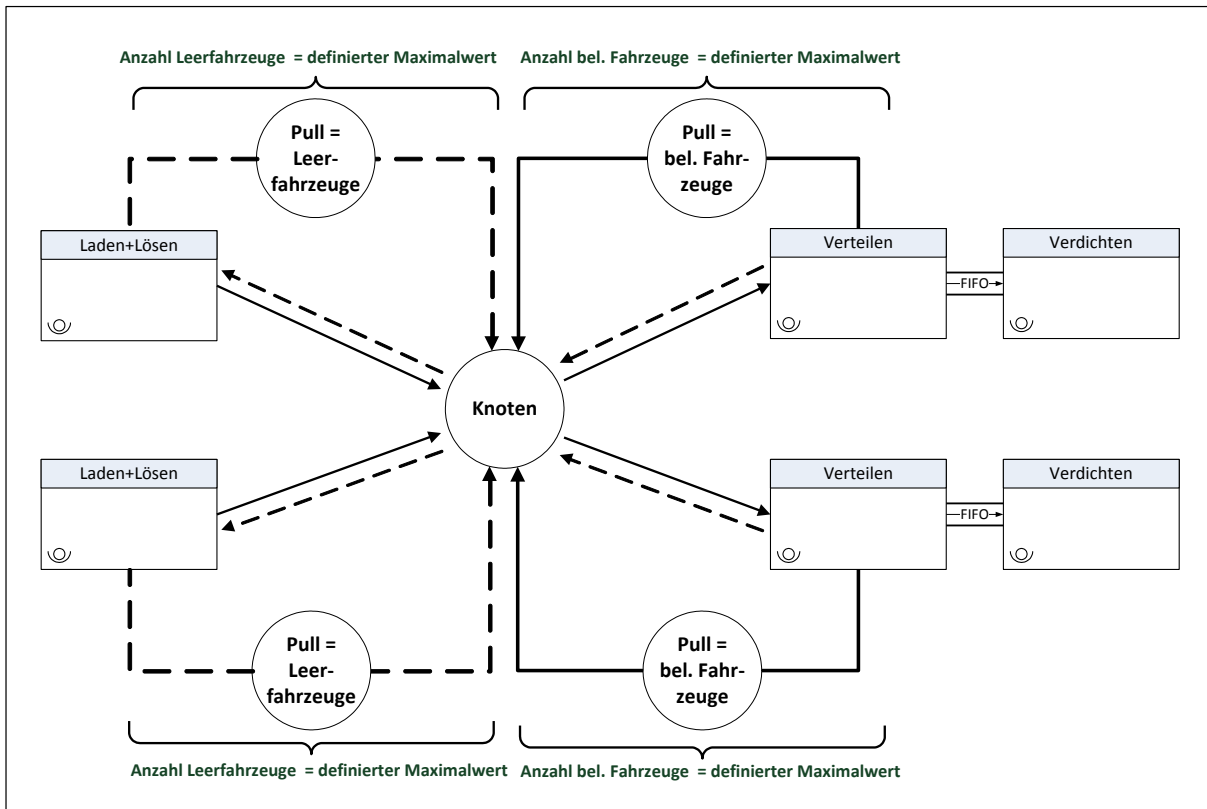 Anzahl Leerfahrzeuge = definierter Maximalwert
Anzahl bel. Fahrzeuge = definierter Maximalwert
Pull =
Leer-
fahrzeuge
Pull =
bel. Fahr-
zeuge
Laden+Lösen
Verteilen
FIFO
Verdichten
Knoten
Laden+Lösen
Verteilen
FIFO
Verdichten
Pull =
Leer-
fahrzeuge
Pull =
bel. Fahr-
zeuge
Anzahl Leerfahrzeuge = definierter Maximalwert
Anzahl bel. Fahrzeuge = definierter Maximalwert